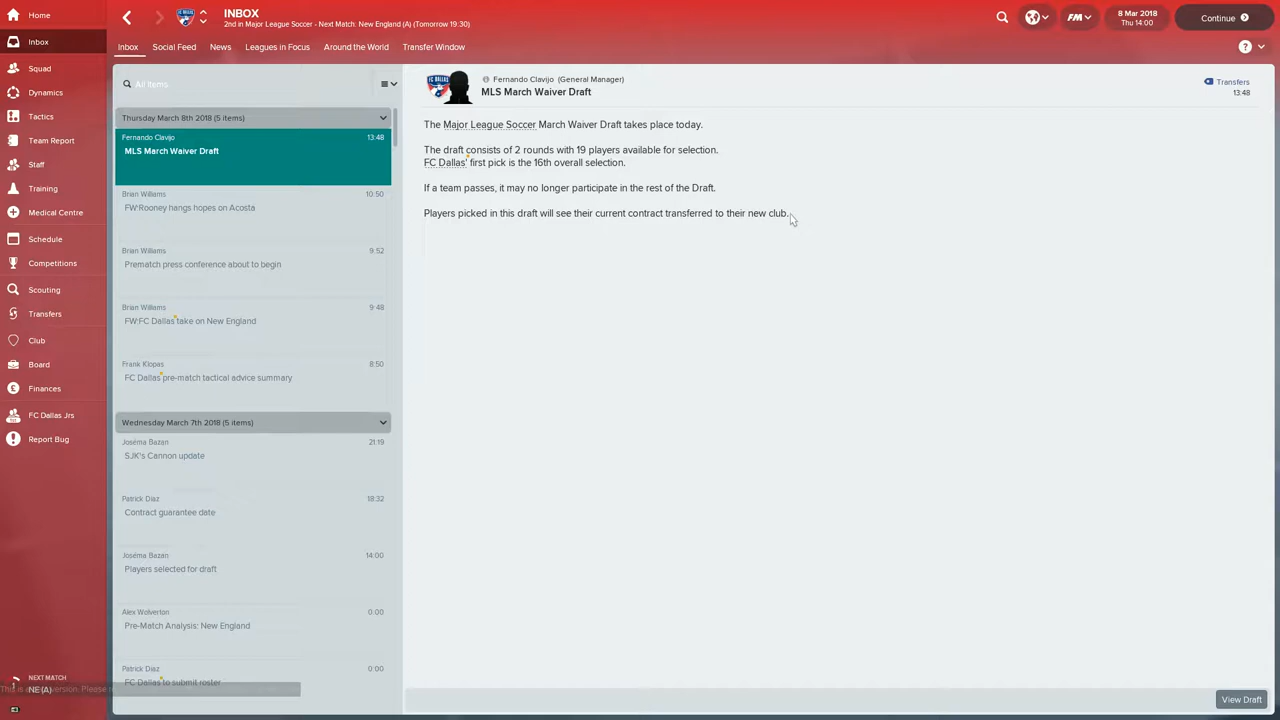 Home
Inbox
Squad
Dynamics
Tactics
Team Report
Staff
Training
Medical Centre
Schedule
Competitions
Scouting
Transfers
Club
Board
Finances
FC Dallas Jrs
Report Bug
NEXT MATCH
NE (A)
INBOX
2nd in Major League Soccer - Next Match: New England (A) (Tomorrow 19:30)
FM
8 Mar 2018
Thu 14:00
Continue
Inbox
Social Feed
News
Leagues in Focus
Around the World
Transfer Window
?
All Items
Thursday March 8th 2018 (5 items)
Fernando Clavijo 13:48
MLS March Waiver Draft
Brian Williams 10:50
FW:Rooney hangs hopes on Acosta
Brian Williams 9:52
Prematch press conference about to begin
Brian Williams 9:48
FW:FC Dallas take on New England
Frank Klopas 8:50
FC Dallas pre-match tactical advice summary
Wednesday March 7th 2018 (5 items)
Joséma Bazan 21:19
SJK's Cannon update
Patrick Diaz 18:32
Contract guarantee date
Joséma Bazan 14:00
Players selected for draft
Alex Wolverton 0:00
Pre-Match Analysis: New England
Patrick Diaz 0:00
FC Dallas to submit roster
Fernando Clavijo (General Manager)
MLS March Waiver Draft
Transfers
13:48
The Major League Soccer March Waiver Draft takes place today.
The draft consists of 2 rounds with 19 players available for selection.
FC Dallas' first pick is the 16th overall selection.
If a team passes, it may no longer participate in the rest of the Draft.
Players picked in this draft will see their current contract transferred to their new club.
View Draft